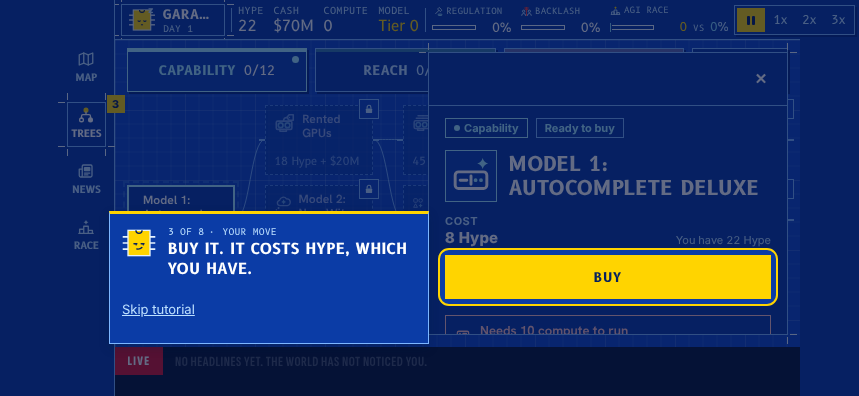 GARA...
DAY 1
HYPE
22
CASH
$70M
COMPUTE
0
MODEL
Tier 0
REGULATION
0%
BACKLASH
0%
AGI RACE
0 vs 0%
1x 2x 3x
MAP
TREES
3
NEWS
RACE
CAPABILITY 0/12
REACH 0/
Rented
GPUs
18 Hype + $20M
45
Model 1:
Model 2:
3 OF 8 · YOUR MOVE
BUY IT. IT COSTS HYPE, WHICH
YOU HAVE.
Skip tutorial
×
Capability
Ready to buy
MODEL 1:
AUTOCOMPLETE DELUXE
COST
8 Hype
You have 22 Hype
BUY
Needs 10 compute to run
LIVE
NO HEADLINES YET. THE WORLD HAS NOT NOTICED YOU.